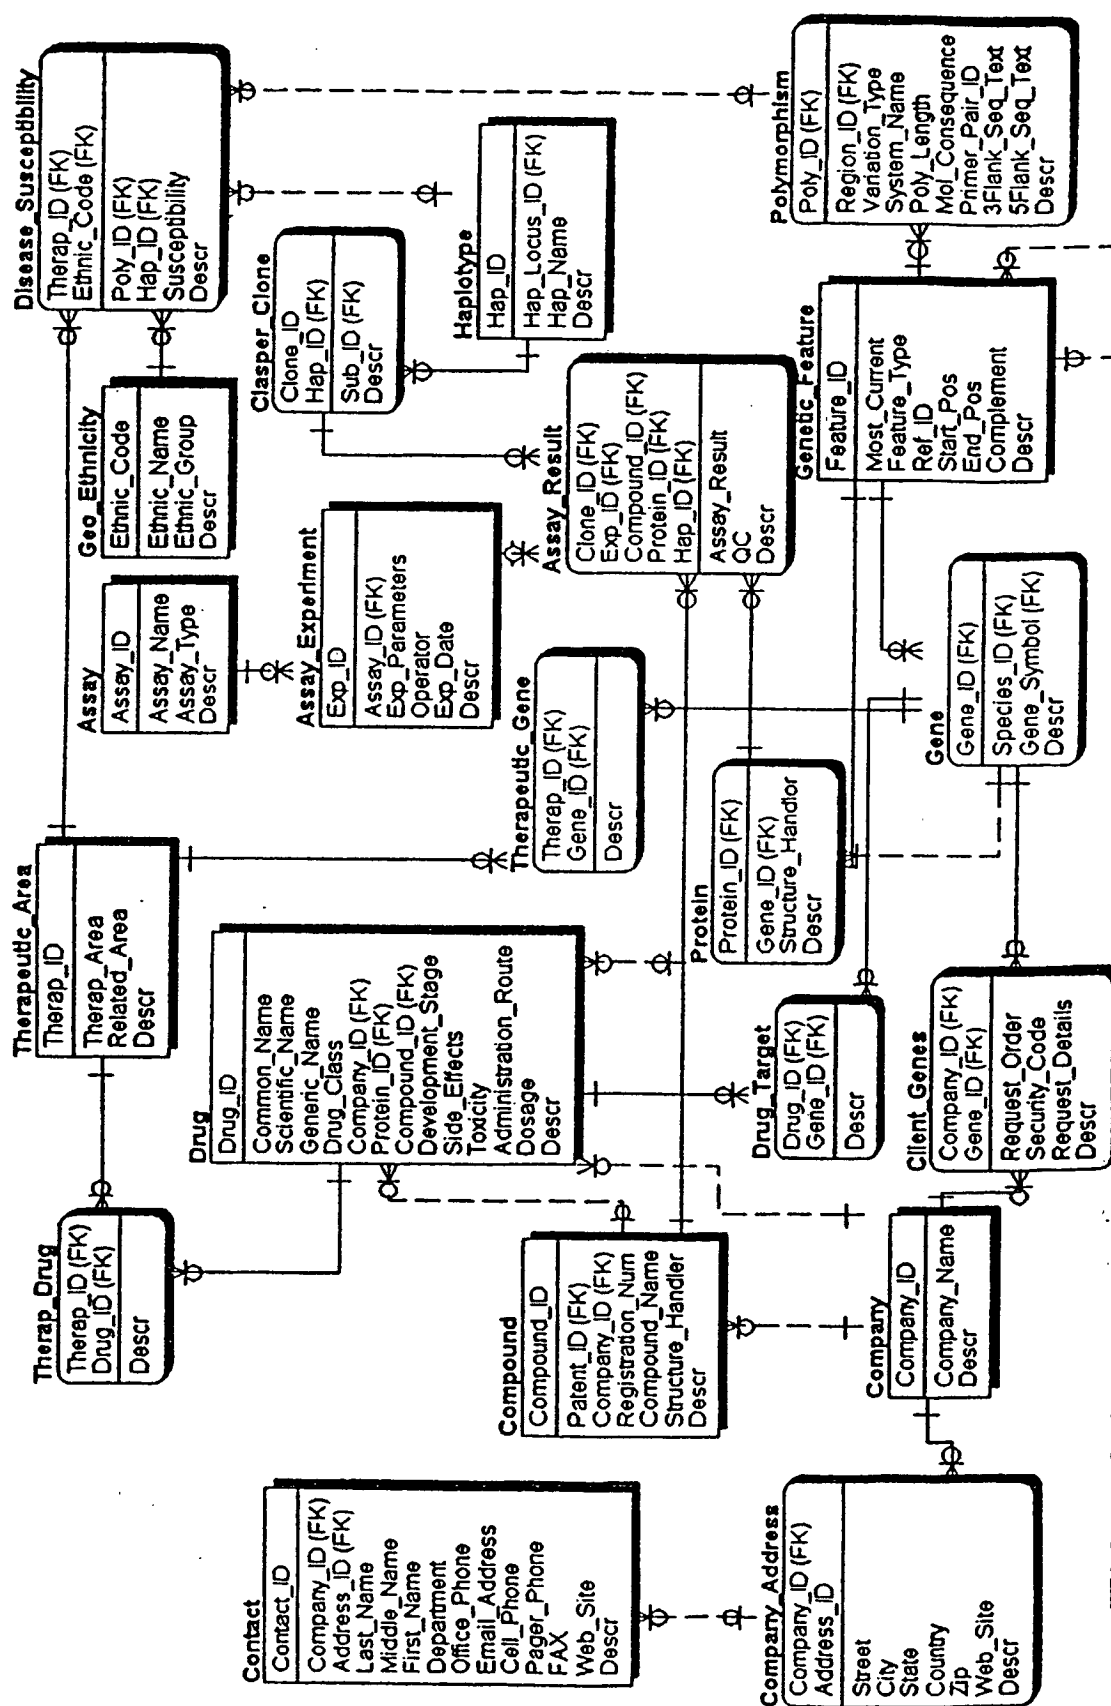 Therap_Drug
Therap_ID (FK)
Drug_ID (FK)
Descr
Therapeutic_Area
Therap_ID
Therap_Area
Related_Area
Descr
Disease_Susceptibility
Therap_ID (FK)
Ethnic_Code (FK)
Poly_ID (FK)
Hap_ID (FK)
Susceptibility
Descr
Geo_Ethnicity
Ethnic_Code
Ethnic_Name
Ethnic_Group
Descr
Assay
Assay_ID
Assay_Name
Assay_Type
Descr
Drug
Drug_ID
Common_Name
Scientific_Name
Generic_Name
Drug_Class
Company_ID (FK)
Protein_ID (FK)
Compound_ID (FK)
Development_Stage
Side_Effects
Toxicity
Administration_Route
Dosage
Descr
Contact
Contact_ID
Company_ID (FK)
Address_ID (FK)
Last_Name
Middle_Name
First_Name
Department
Office_Phone
Email_Address
Cell_Phone
Pager_Phone
FAX
Web_Site
Descr
Clasper_Clone
Clone_ID
Hap_ID (FK)
Sub_ID (FK)
Descr
Assay_Experiment
Exp_ID
Assay_ID (FK)
Exp_Parameters
Operator
Exp_Date
Descr
Haplotype
Hap_ID
Hap_Locus_ID (FK)
Hap_Name
Descr
Compound
Compound_ID
Patent_ID (FK)
Company_ID (FK)
Registration_Num
Compound_Name
Structure_Handler
Descr
Therapeutic_Gene
Therap_ID (FK)
Gene_ID (FK)
Descr
Assay_Result
Clone_ID (FK)
Exp_ID (FK)
Compound_ID (FK)
Protein_ID (FK)
Hap_ID (FK)
Assay_Result
QC
Descr
Protein
Protein_ID (FK)
Gene_ID (FK)
Structure_Handlor
Descr
Drug_Target
Drug_ID (FK)
Gene_ID (FK)
Descr
Company_Address
Company_ID (FK)
Address_ID
Street
City
State
Country
Zip
Web_Site
Descr
Company
Company_ID
Company_Name
Descr
Client_Genes
Company_ID (FK)
Gene_ID (FK)
Request_Order
Security_Code
Request_Details
Descr
Gene
Gene_ID (FK)
Species_ID (FK)
Gene_Symbol (FK)
Descr
Genetic_Feature
Feature_ID
Most_Current
Feature_Type
Ref_ID
Start_Pos
End_Pos
Complement
Descr
Polymorphism
Poly_ID (FK)
Region_ID (FK)
Variation_Type
System_Name
Poly_Length
Mol_Consequence
Primer_Pair_ID
3Flank_Seq_Text
5Flank_Seq_Text
Descr